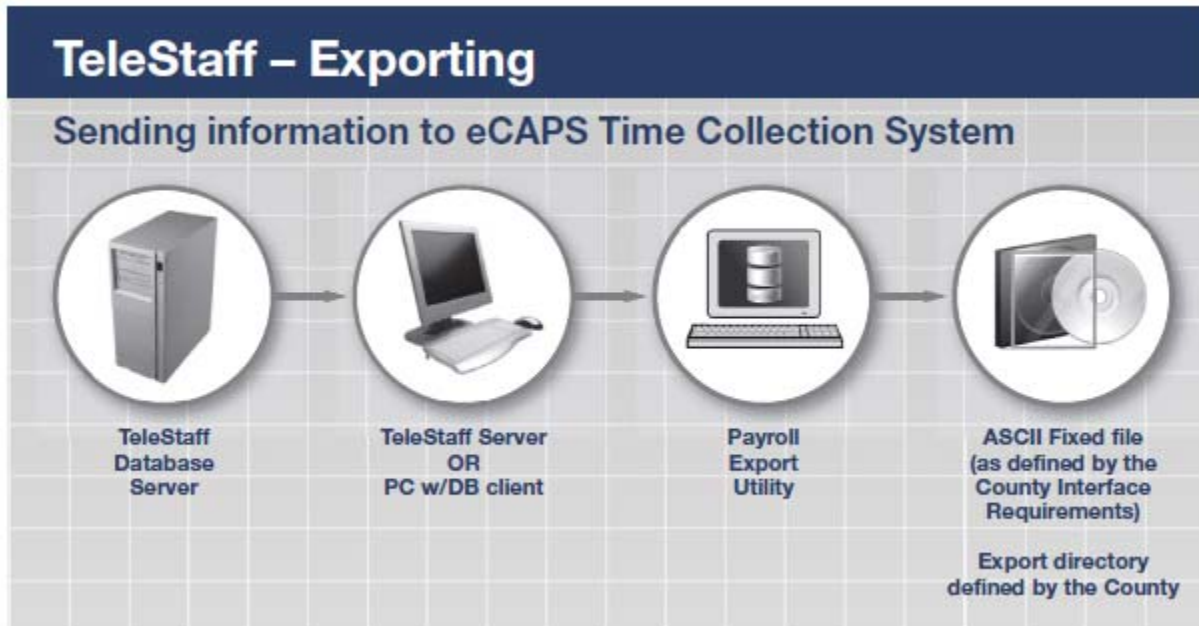 TeleStaff – Exporting
Sending information to eCAPS Time Collection System
TeleStaff
Database
Server
TeleStaff Server
OR
PC w/DB client
Payroll
Export
Utility
ASCII Fixed file
(as defined by the
County Interface
Requirements)
Export directory
defined by the County